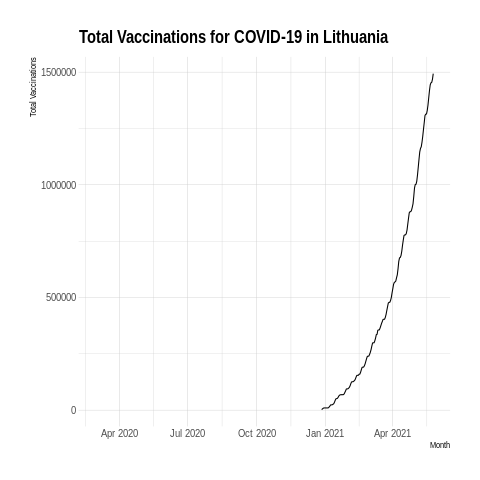 Total Vaccinations for COVID-19 in Lithuania
Total Vaccinations
1500000
1000000
500000
0
Apr 2020 Jul 2020 Oct 2020 Jan 2021 Apr 2021
Month